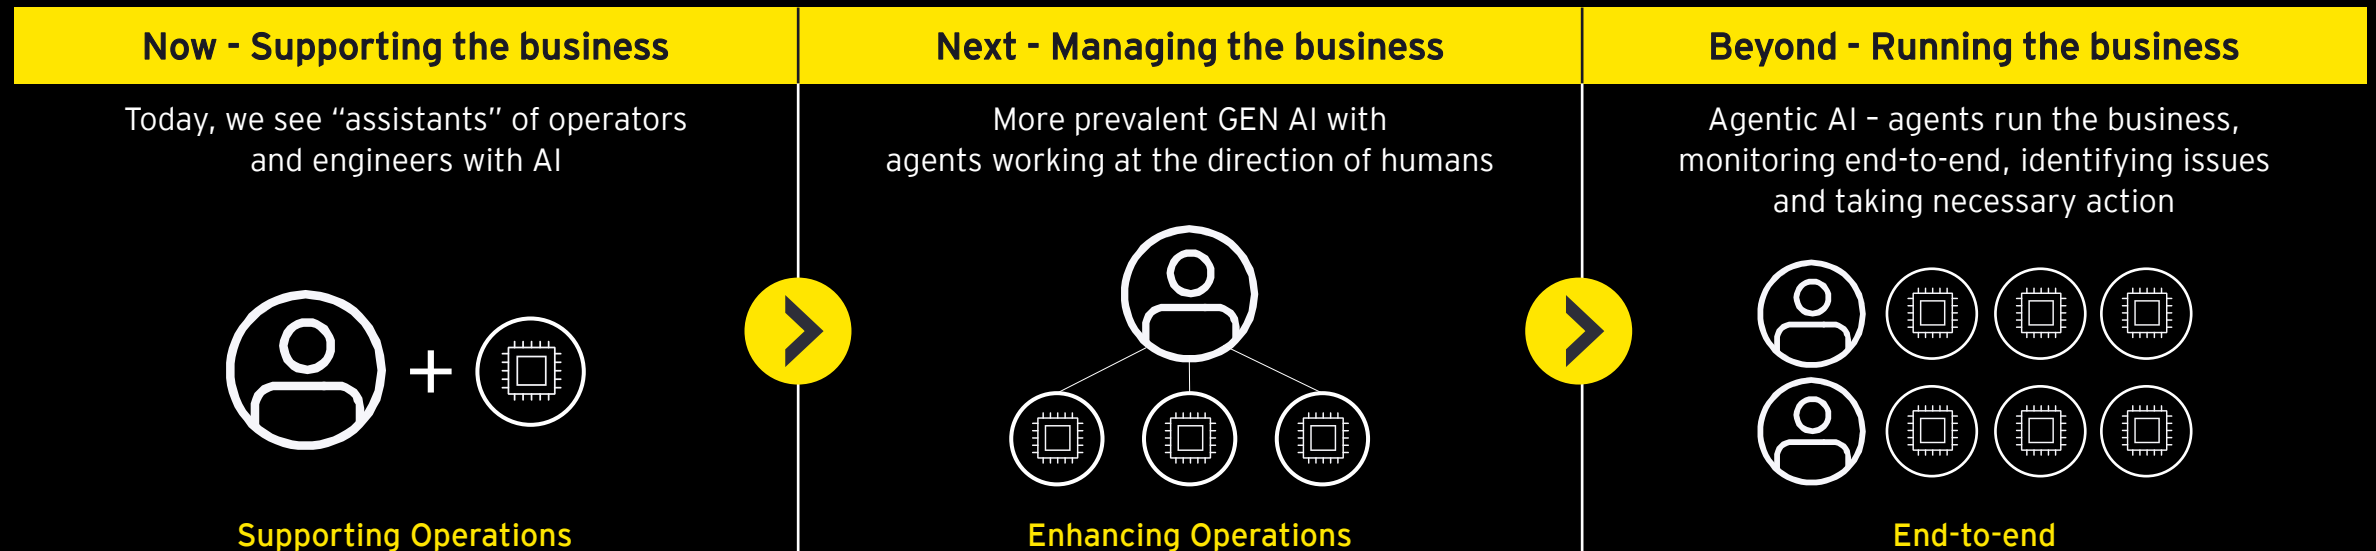 Now - Supporting the business
Today, we see “assistants” of operators
and engineers with AI
Supporting Operations
Next - Managing the business
More prevalent GEN AI with
agents working at the direction of humans
Enhancing Operations
Beyond - Running the business
Agentic AI – agents run the business,
monitoring end-to-end, identifying issues
and taking necessary action
End-to-end